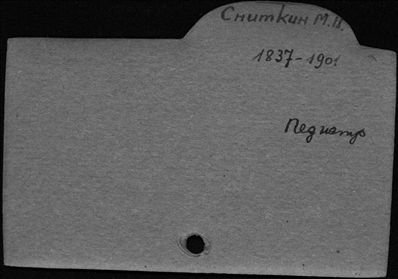 Сниткин М.Н.
1837-1901
Педиатр